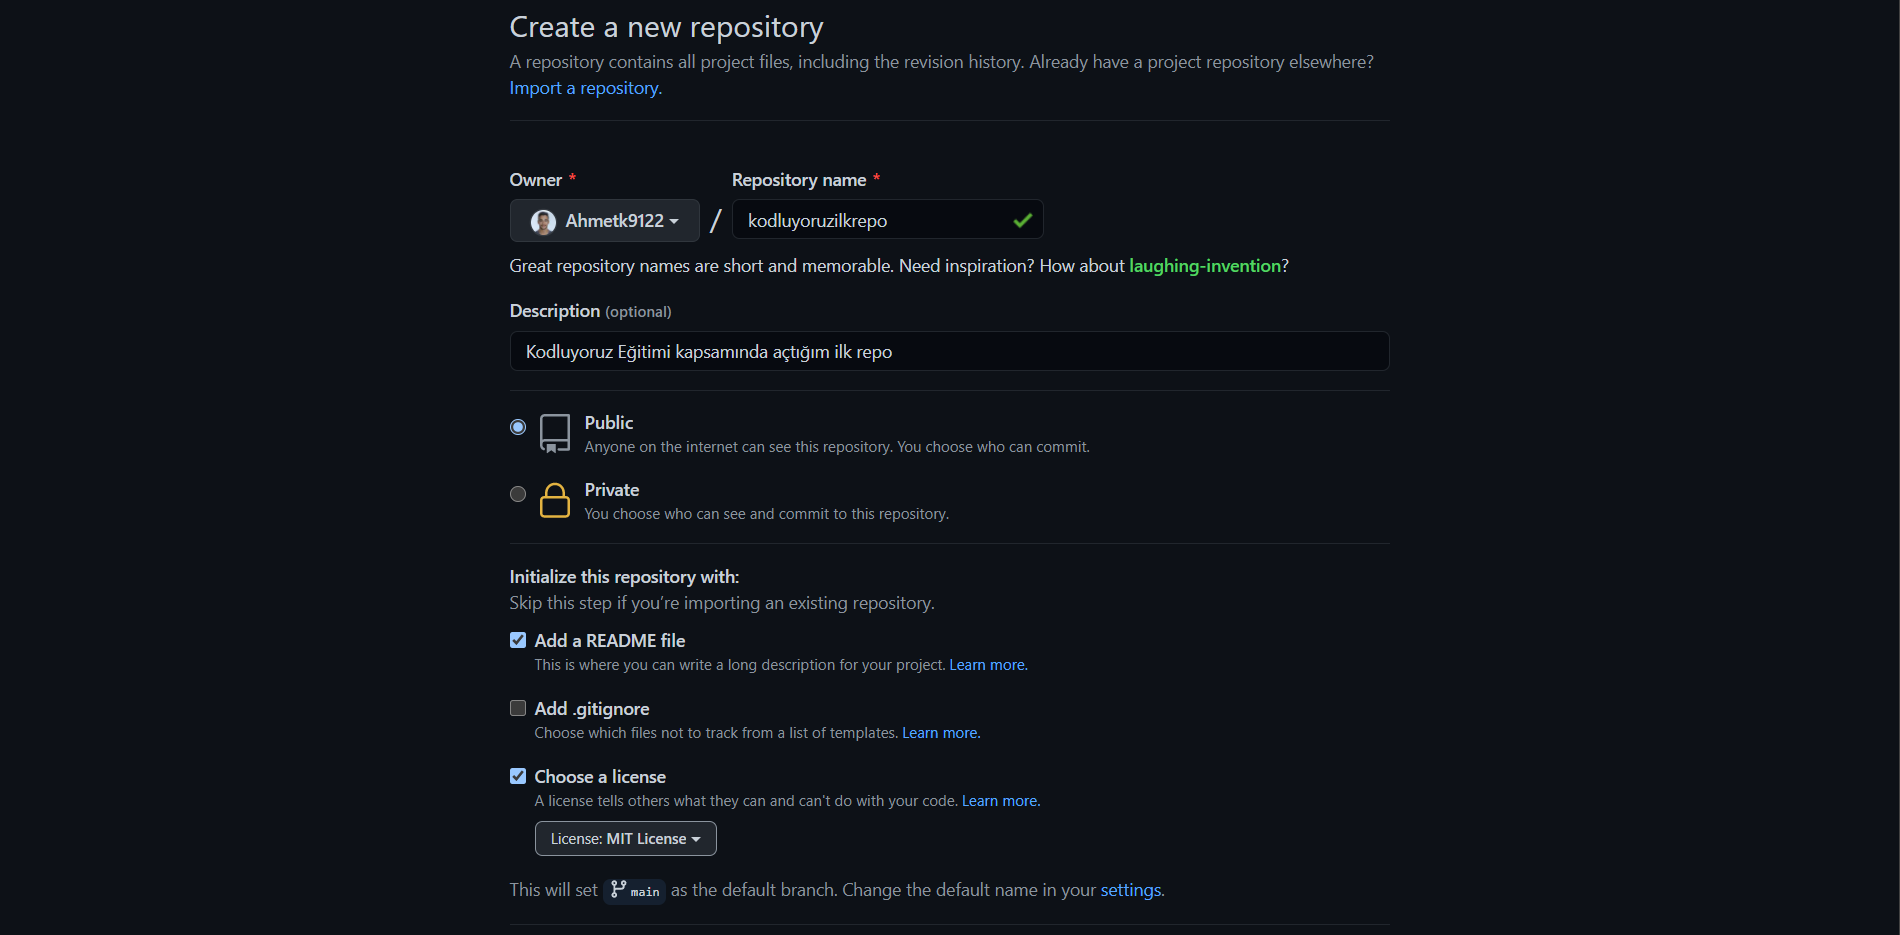 Create a new repository
A repository contains all project files, including the revision history. Already have a project repository elsewhere?
Import a repository.
Owner * Repository name *
Ahmetk9122 / kodluyoruzilkrepo
Great repository names are short and memorable. Need inspiration? How about laughing-invention?
Description (optional)
Kodluyoruz Eğitimi kapsamında açtığım ilk repo
Public
Anyone on the internet can see this repository. You choose who can commit.
Private
You choose who can see and commit to this repository.
Initialize this repository with:
Skip this step if you’re importing an existing repository.
Add a README file
This is where you can write a long description for your project. Learn more.
Add .gitignore
Choose which files not to track from a list of templates. Learn more.
Choose a license
A license tells others what they can and can't do with your code. Learn more.
License: MIT License
This will set main as the default branch. Change the default name in your settings.